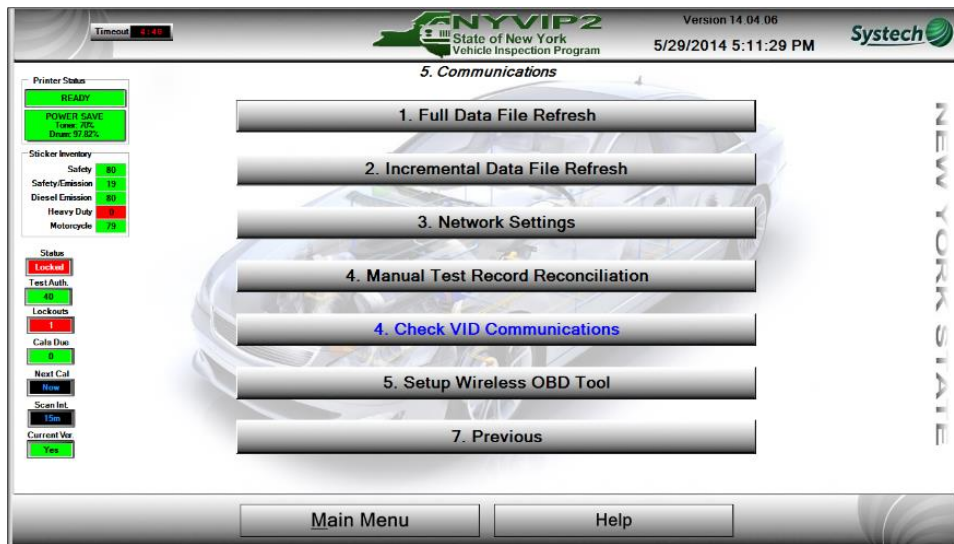 Timeout 4:40
NYVIP2
State of New York
Vehicle Inspection Program
Version 14.04.06
5/29/2014 5:11:29 PM
Systech
5. Communications
Printer Status
READY
POWER SAVE
Toner: 70%
Drum: 97.82%
Sticker Inventory
Safety 80
Safety/Emission 19
Diesel Emission 80
Heavy Duty 0
Motorcycle 79
Status
Locked
Test Auth.
40
Lockouts
1
Cals Due
0
Next Cal
Now
Scan Int.
15m
Current Ver.
Yes
1. Full Data File Refresh
2. Incremental Data File Refresh
3. Network Settings
4. Manual Test Record Reconciliation
4. Check VID Communications
5. Setup Wireless OBD Tool
7. Previous
NEW YORK STATE
Main Menu
Help